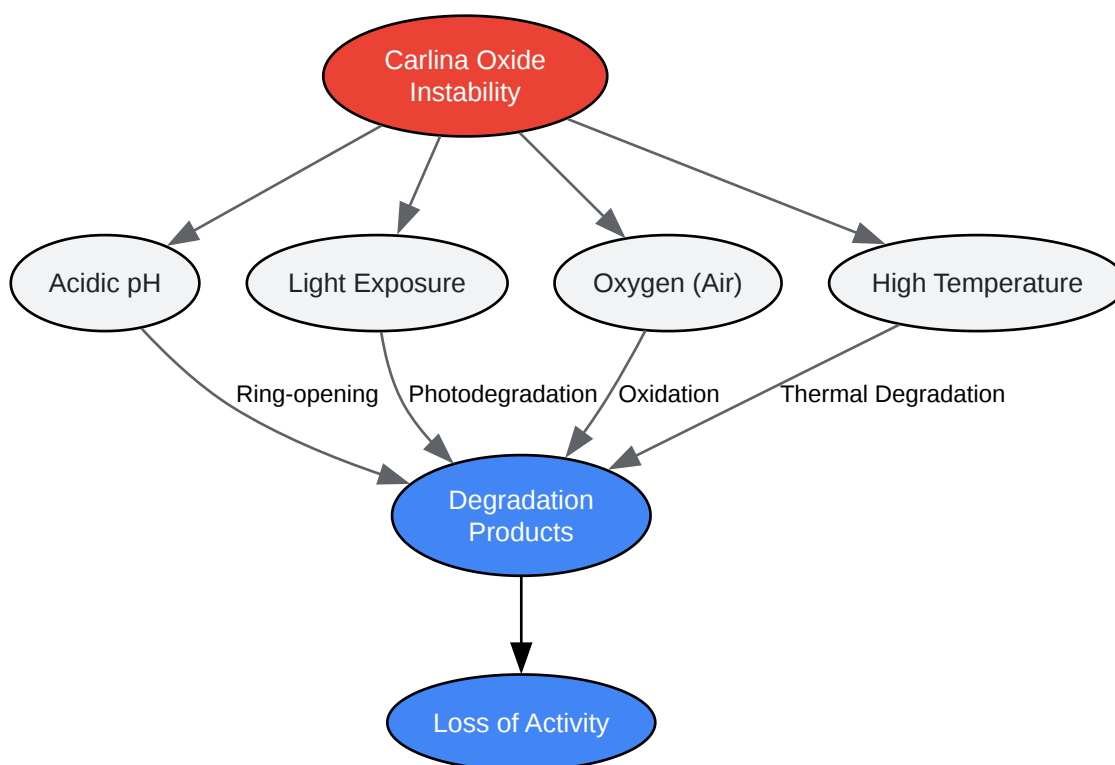 Carlina Oxide
Instability
Acidic pH
Light Exposure
Oxygen (Air)
High Temperature
Ring-opening
Photodegradation
Oxidation
Thermal Degradation
Degradation
Products
Loss of Activity